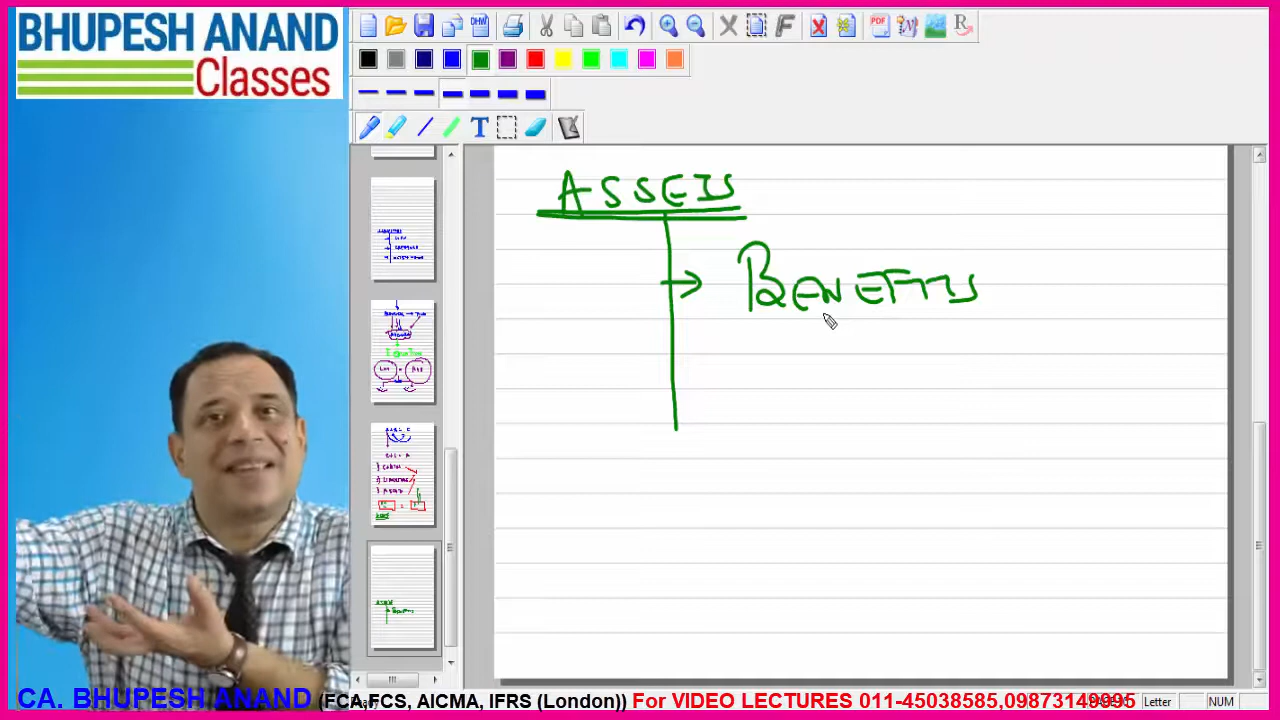 BHUPESH ANAND
Classes
ASSETS
→ BENEFITS
CA. BHUPESH ANAND (FCA,FCS, AICMA, IFRS (London)) For VIDEO LECTURES 011-45038585,09873149995
Letter
NUM